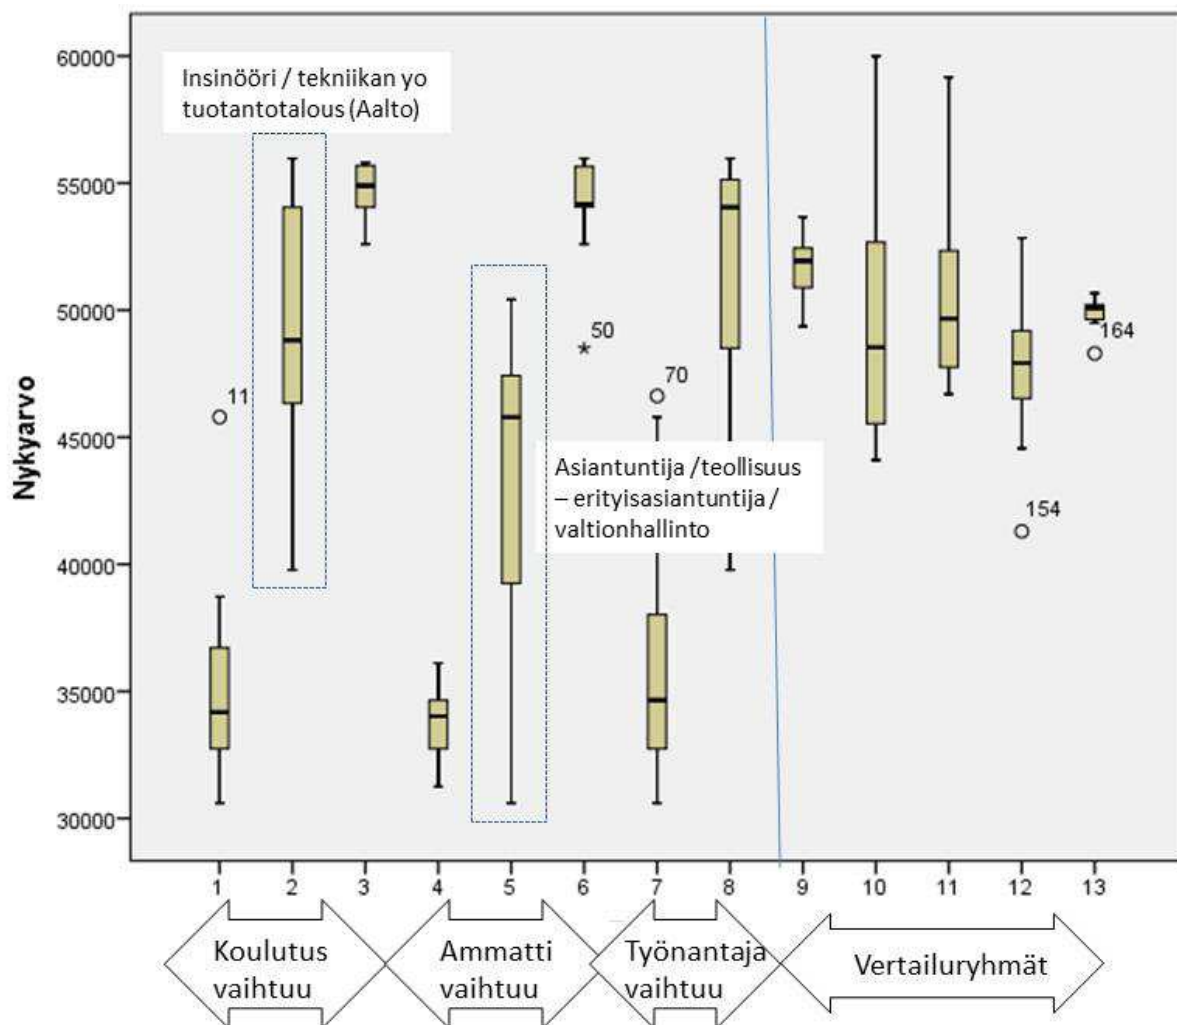 Insinööri / tekniikan yo
tuotantotalous (Aalto)
60000
55000
50000
45000
40000
35000
30000
Nykyarvo
11
50
70
164
154
Asiantuntija /teollisuus
– erityisasiantuntija /
valtionhallinto
1 2 3 4 5 6 7 8 9 10 11 12 13
Koulutus
vaihtuu
Ammatti
vaihtuu
Työnantaja
vaihtuu
Vertailuryhmät